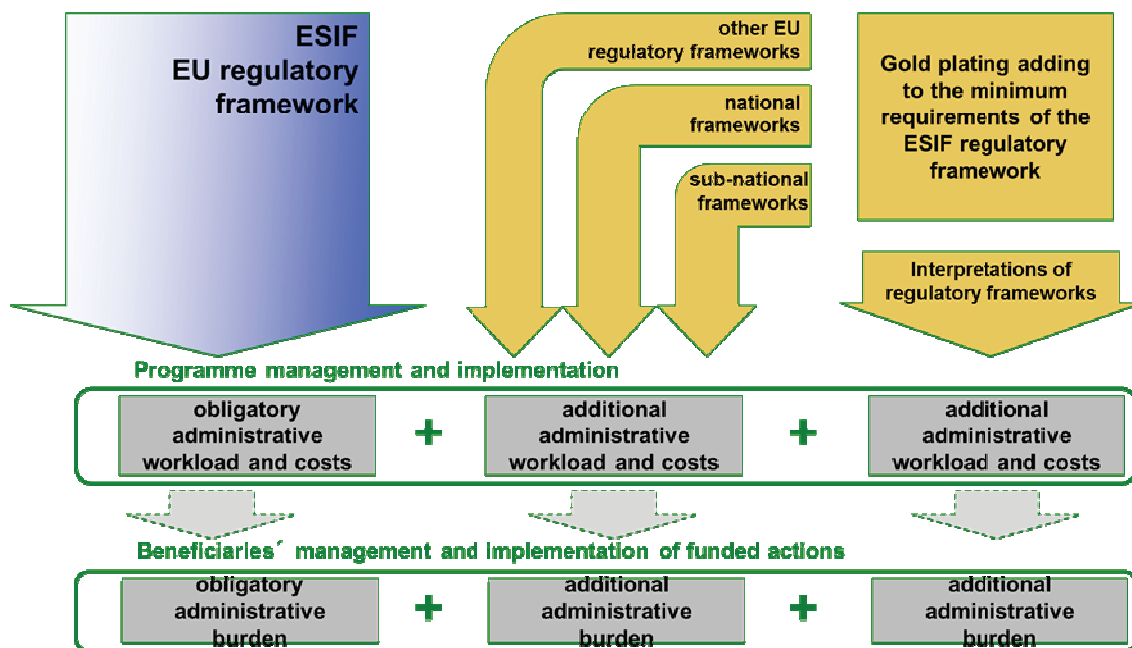 ESIF
EU regulatory
framework
other EU
regulatory frameworks
national
frameworks
sub-national
frameworks
Gold plating adding
to the minimum
requirements of the
ESIF regulatory
framework
Interpretations of
regulatory frameworks
Programme management and implementation
obligatory
administrative
workload and costs
+
additional
administrative
workload and costs
+
additional
administrative
workload and costs
Beneficiaries´ management and implementation of funded actions
obligatory
administrative
burden
+
additional
administrative
burden
+
additional
administrative
burden